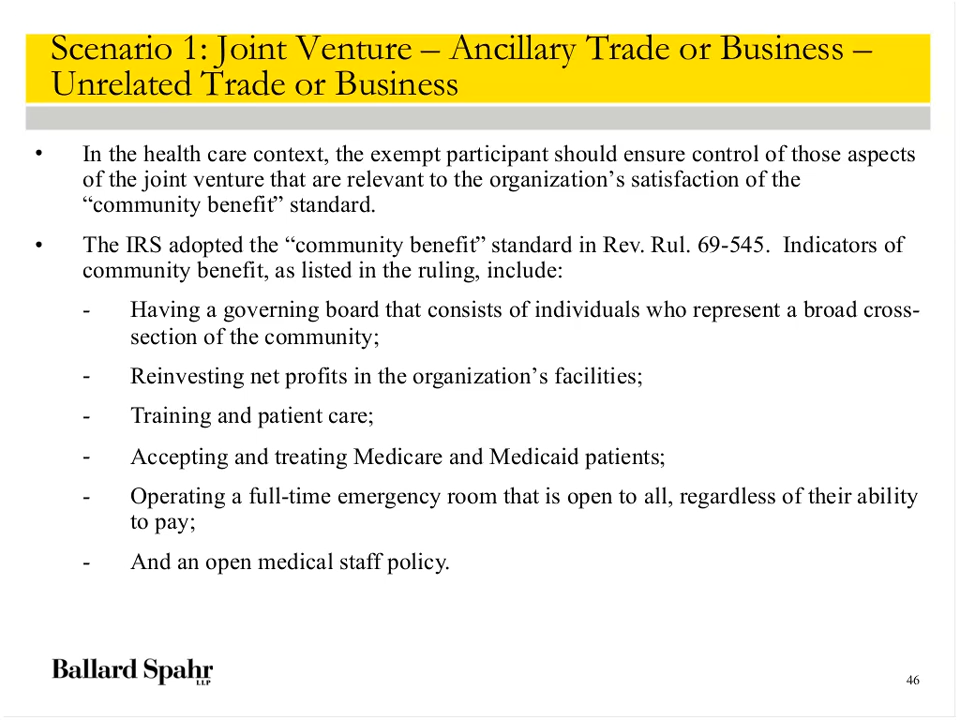 Scenario 1: Joint Venture – Ancillary Trade or Business –
Unrelated Trade or Business
• In the health care context, the exempt participant should ensure control of those aspects
of the joint venture that are relevant to the organization’s satisfaction of the
“community benefit” standard.
• The IRS adopted the “community benefit” standard in Rev. Rul. 69-545. Indicators of
community benefit, as listed in the ruling, include:
- Having a governing board that consists of individuals who represent a broad cross-
section of the community;
- Reinvesting net profits in the organization’s facilities;
- Training and patient care;
- Accepting and treating Medicare and Medicaid patients;
- Operating a full-time emergency room that is open to all, regardless of their ability
to pay;
- And an open medical staff policy.
Ballard Spahr
LLP
46